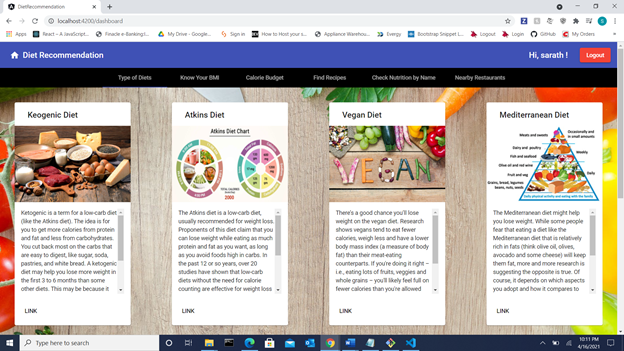 DietRecommendation
localhost:4200/dashboard
Apps
React – A JavaScript...
Finacle e-Banking:l...
My Drive - Google...
Sign in
How to Host your s...
Appliance Warehou...
Evergy
Bootstrap Snippet |...
Logout
Login
GitHub
My Orders
Diet Recommendation
Hi, sarath !
Logout
Type of Diets
Know Your BMI
Calorie Budget
Find Recipes
Check Nutrition by Name
Nearby Restaurants
Keogenic Diet
Ketogenic is a term for a low-carb diet
(like the Atkins diet). The idea is for
you to get more calories from protein
and fat and less from carbohydrates.
You cut back most on the carbs that
are easy to digest, like sugar, soda,
pastries, and white bread. A ketogenic
diet may help you lose more weight in
the first 3 to 6 months than some
other diets. This may be because it
LINK
Atkins Diet
Atkins Diet Chart
2000
The Atkins diet is a low-carb diet,
usually recommended for weight loss.
Proponents of this diet claim that you
can lose weight while eating as much
protein and fat as you want, as long
as you avoid foods high in carbs. In
the past 12 or so years, over 20
studies have shown that low-carb
diets without the need for calorie
counting are effective for weight loss
LINK
Vegan Diet
VEGAN
There's a good chance you'll lose
weight on the vegan diet. Research
shows vegans tend to eat fewer
calories, weigh less and have a lower
body mass index (a measure of body
fat) than their meat-eating
counterparts. If you're doing it right –
i.e., eating lots of fruits, veggies and
whole grains – you'll likely feel full on
fewer calories than you're allowed
LINK
Mediterranean Diet
Meats and sweets
Occasionally and
in small amounts
Dairy and poultry
Weekly
Fish and seafood
Olive oil and red wine
Fruit and veg
Daily
Grains, bread, legumes
beans, nuts, seeds
Daily physical activity and eating with the family
The Mediterranean diet might help
you lose weight. While some people
fear that eating a diet like the
Mediterranean diet that is relatively
rich in fats (think olive oil, olives,
avocado and some cheese) will keep
them fat, more and more research is
suggesting the opposite is true. Of
course, it depends on which aspects
you adopt and how it compares to
LINK
Type here to search
10:11 PM
4/16/2021